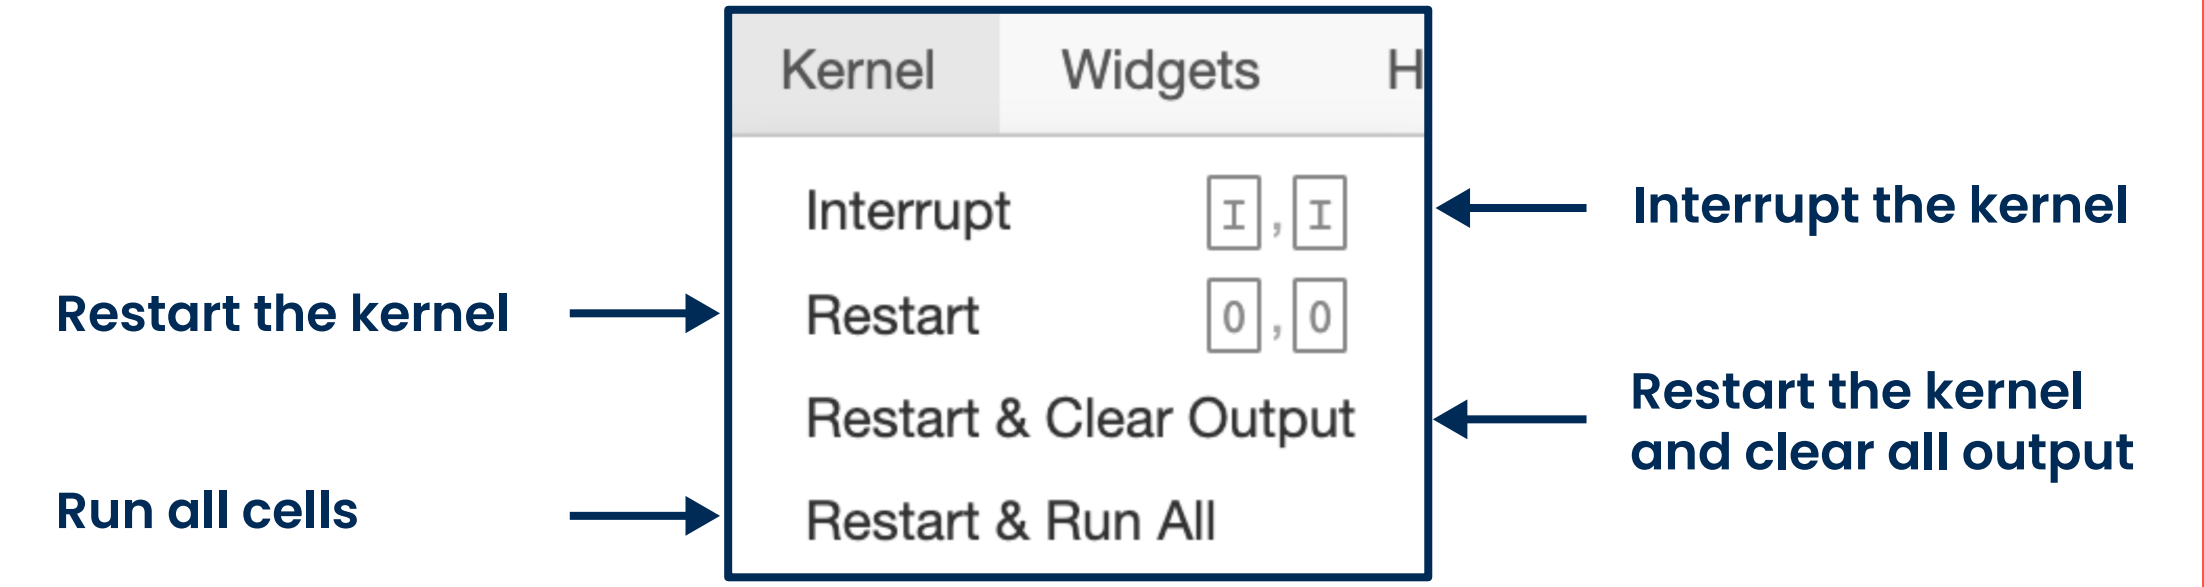 Kernel Widgets H
Interrupt I, I
Interrupt the kernel
Restart the kernel
Restart 0, 0
Restart & Clear Output
Restart the kernel
and clear all output
Run all cells
Restart & Run All